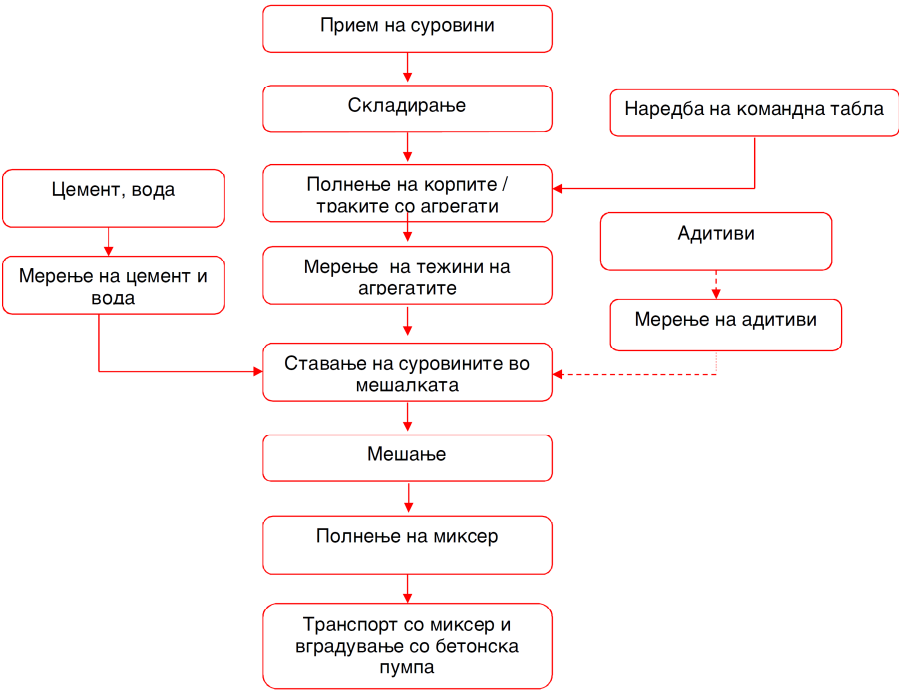 Прием на суровини
Складирање
Наредба на командна табла
Полнење на корпите /
траките со агрегати
Цемент, вода
Адитиви
Мерење на цемент и
вода
Мерење  на тежини на
агрегатите
Мерење на адитиви
Ставање на суровините во
мешалката
Мешање
Полнење на миксер
Транспорт со миксер и
вградување со бетонска
пумпа